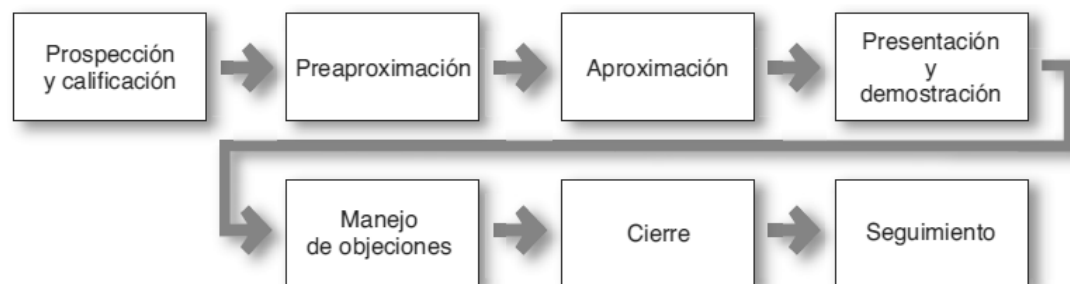 Prospección
y calificación
Preaproximación
Aproximación
Presentación
y
demostración
Manejo
de objeciones
Cierre
Seguimiento